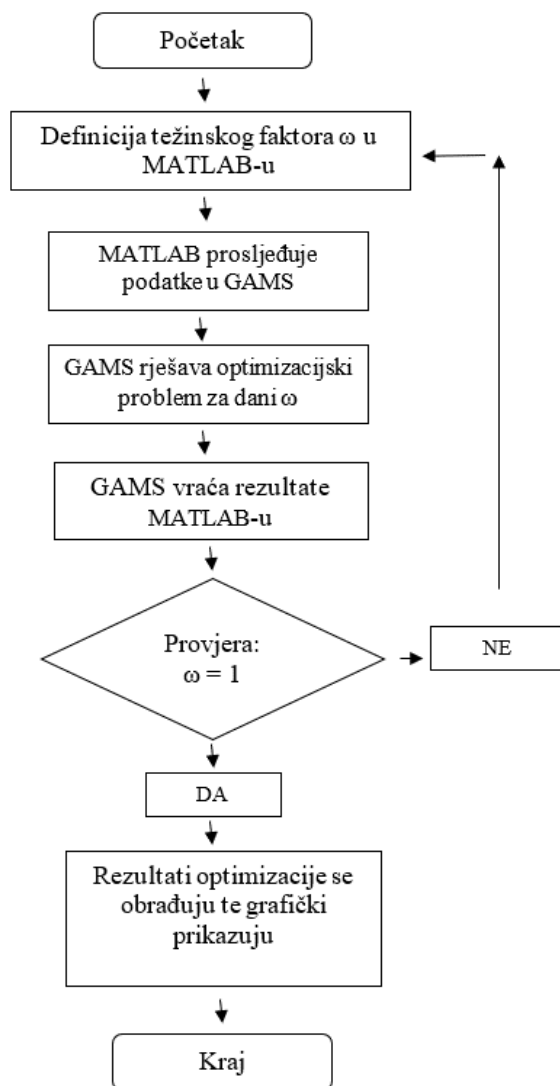 Početak
Definicija težinskog faktora ω u
MATLAB-u
MATLAB prosljeđuje
podatke u GAMS
GAMS rješava optimizacijski
problem za dani ω
GAMS vraća rezultate
MATLAB-u
Provjera:
ω = 1
NE
DA
Rezultati optimizacije se
obrađuju te grafički
prikazuju
Kraj